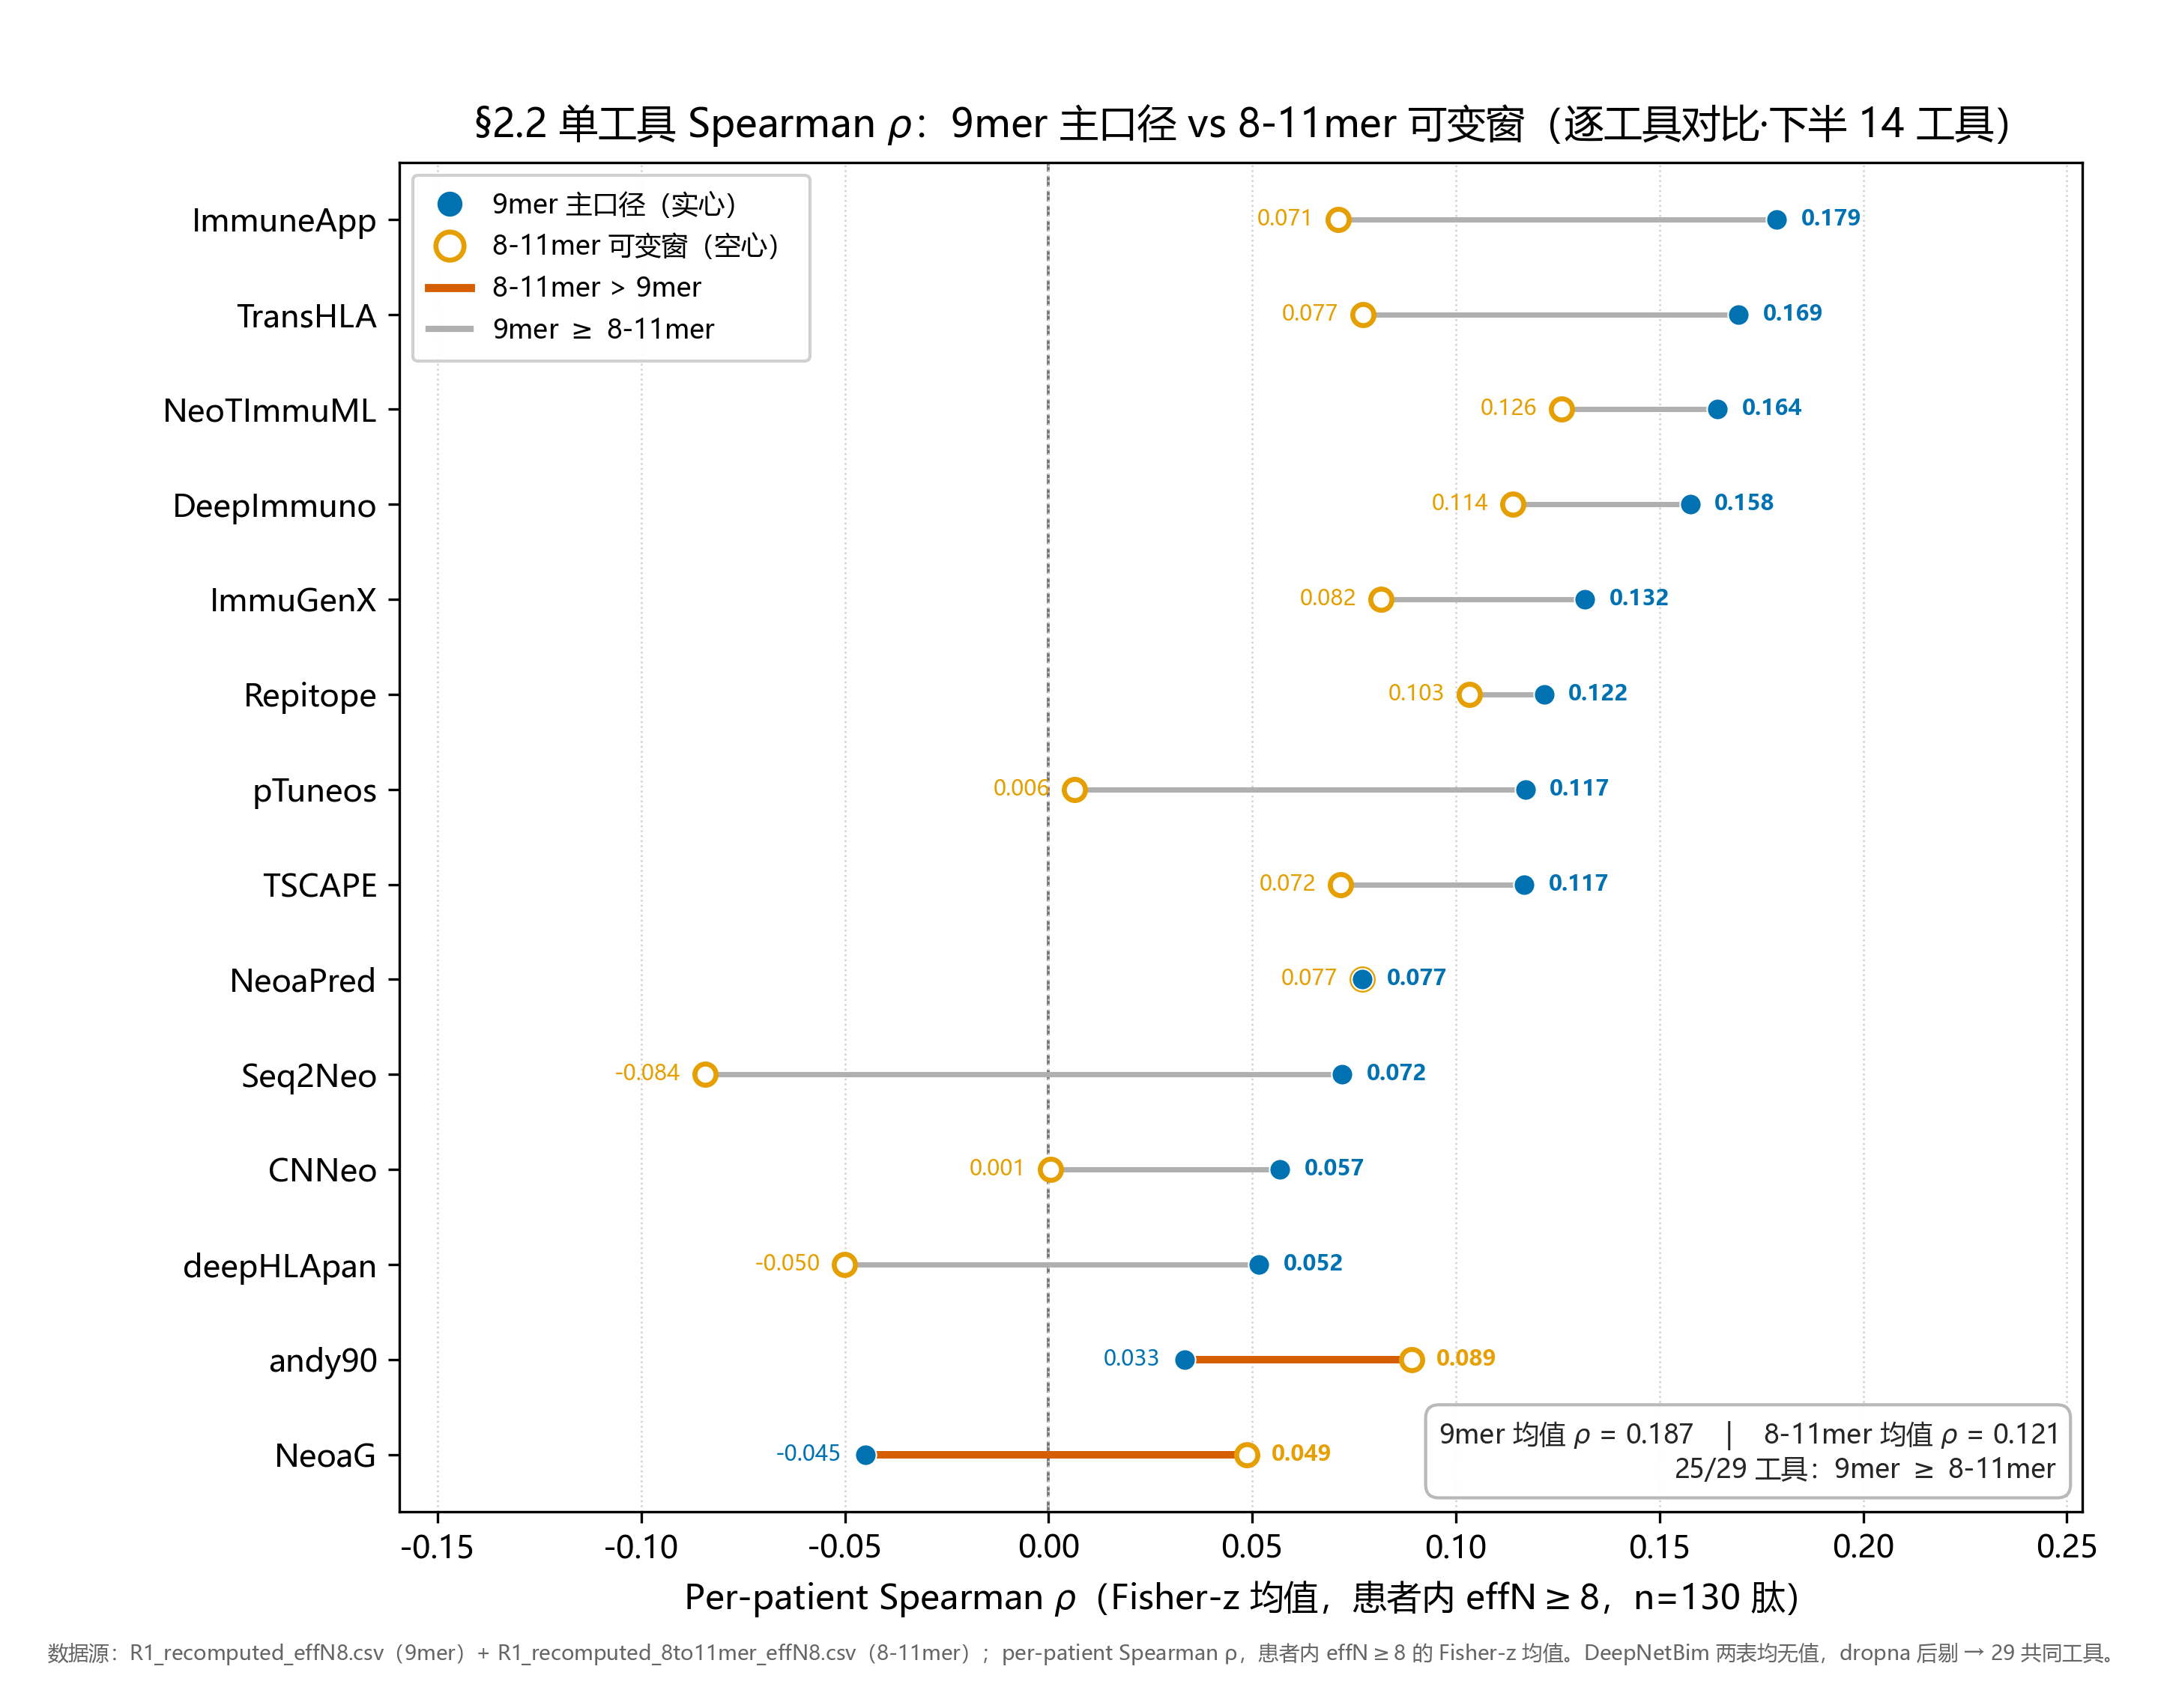 §2.2 单工具 Spearman ρ：9mer 主口径 vs 8-11mer 可变窗（逐工具对比·下半 14 工具）
9mer 主口径（实心）
8-11mer 可变窗（空心）
8-11mer > 9mer
9mer ≥ 8-11mer
ImmuneApp 0.071 0.179
TransHLA 0.077 0.169
NeoTImmuML 0.126 0.164
DeepImmuno 0.114 0.158
ImmuGenX 0.082 0.132
Repitope 0.103 0.122
pTuneos 0.006 0.117
TSCAPE 0.072 0.117
NeoaPred 0.077 0.077
Seq2Neo -0.084 0.072
CNNeo 0.001 0.057
deepHLApan -0.050 0.052
andy90 0.033 0.089
NeoaG -0.045 0.049
9mer 均值 ρ = 0.187 | 8-11mer 均值 ρ = 0.121
25/29 工具：9mer ≥ 8-11mer
-0.15 -0.10 -0.05 0.00 0.05 0.10 0.15 0.20 0.25
Per-patient Spearman ρ（Fisher-z 均值，患者内 effN≥8，n=130 肽）
数据源：R1_recomputed_effN8.csv（9mer）+ R1_recomputed_8to11mer_effN8.csv（8-11mer）；per-patient Spearman ρ，患者内 effN≥8 的 Fisher-z 均值。DeepNetBim 两表均无值，dropna 后剔 → 29 共同工具。